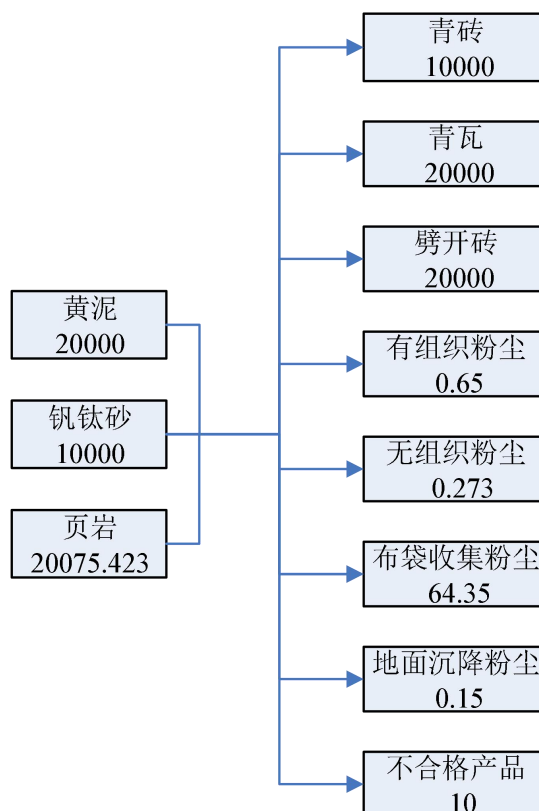 黄泥
20000
钒钛砂
10000
页岩
20075.423
青砖
10000
青瓦
20000
劈开砖
20000
有组织粉尘
0.65
无组织粉尘
0.273
布袋收集粉尘
64.35
地面沉降粉尘
0.15
不合格产品
10